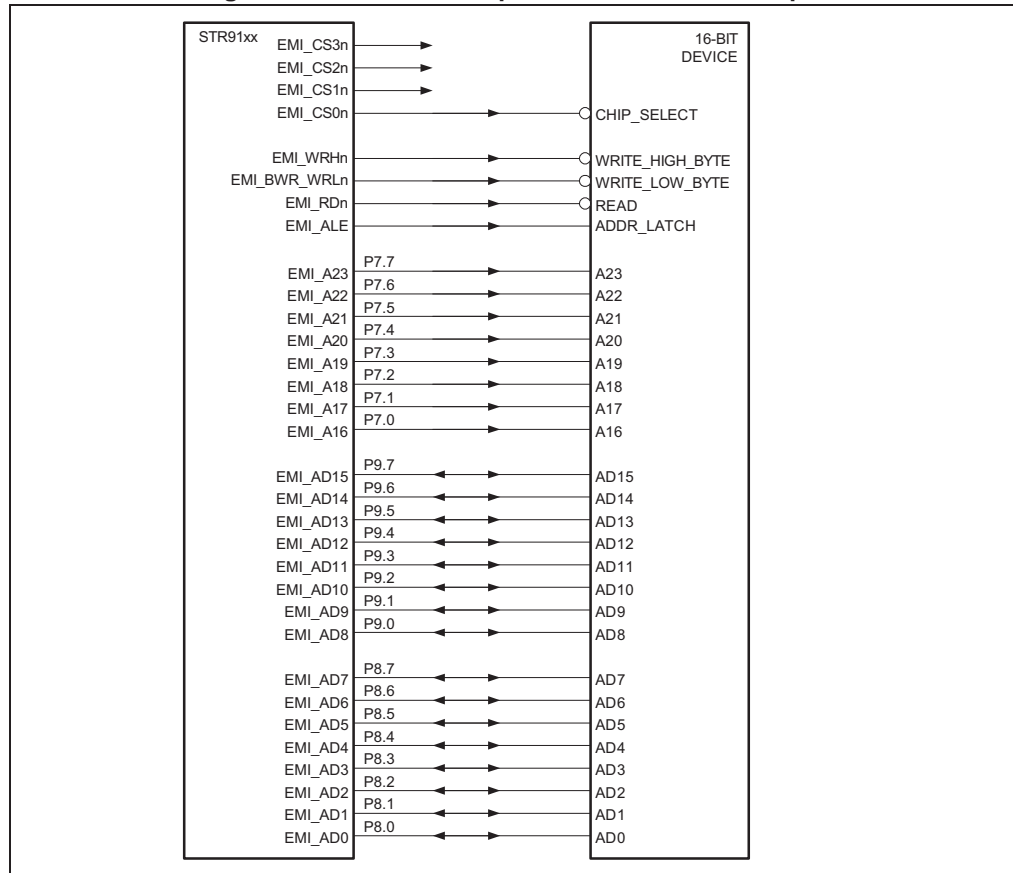 STR91xx
16-BIT
DEVICE
EMI_CS3n
EMI_CS2n
EMI_CS1n
EMI_CS0n CHIP_SELECT
EMI_WRHn WRITE_HIGH_BYTE
EMI_BWR_WRLn WRITE_LOW_BYTE
EMI_RDn READ
EMI_ALE ADDR_LATCH
EMI_A23 P7.7 A23
EMI_A22 P7.6 A22
EMI_A21 P7.5 A21
EMI_A20 P7.4 A20
EMI_A19 P7.3 A19
EMI_A18 P7.2 A18
EMI_A17 P7.1 A17
EMI_A16 P7.0 A16
EMI_AD15 P9.7 AD15
EMI_AD14 P9.6 AD14
EMI_AD13 P9.5 AD13
EMI_AD12 P9.4 AD12
EMI_AD11 P9.3 AD11
EMI_AD10 P9.2 AD10
EMI_AD9 P9.1 AD9
EMI_AD8 P9.0 AD8
EMI_AD7 P8.7 AD7
EMI_AD6 P8.6 AD6
EMI_AD5 P8.5 AD5
EMI_AD4 P8.4 AD4
EMI_AD3 P8.3 AD3
EMI_AD2 P8.2 AD2
EMI_AD1 P8.1 AD1
EMI_AD0 P8.0 AD0